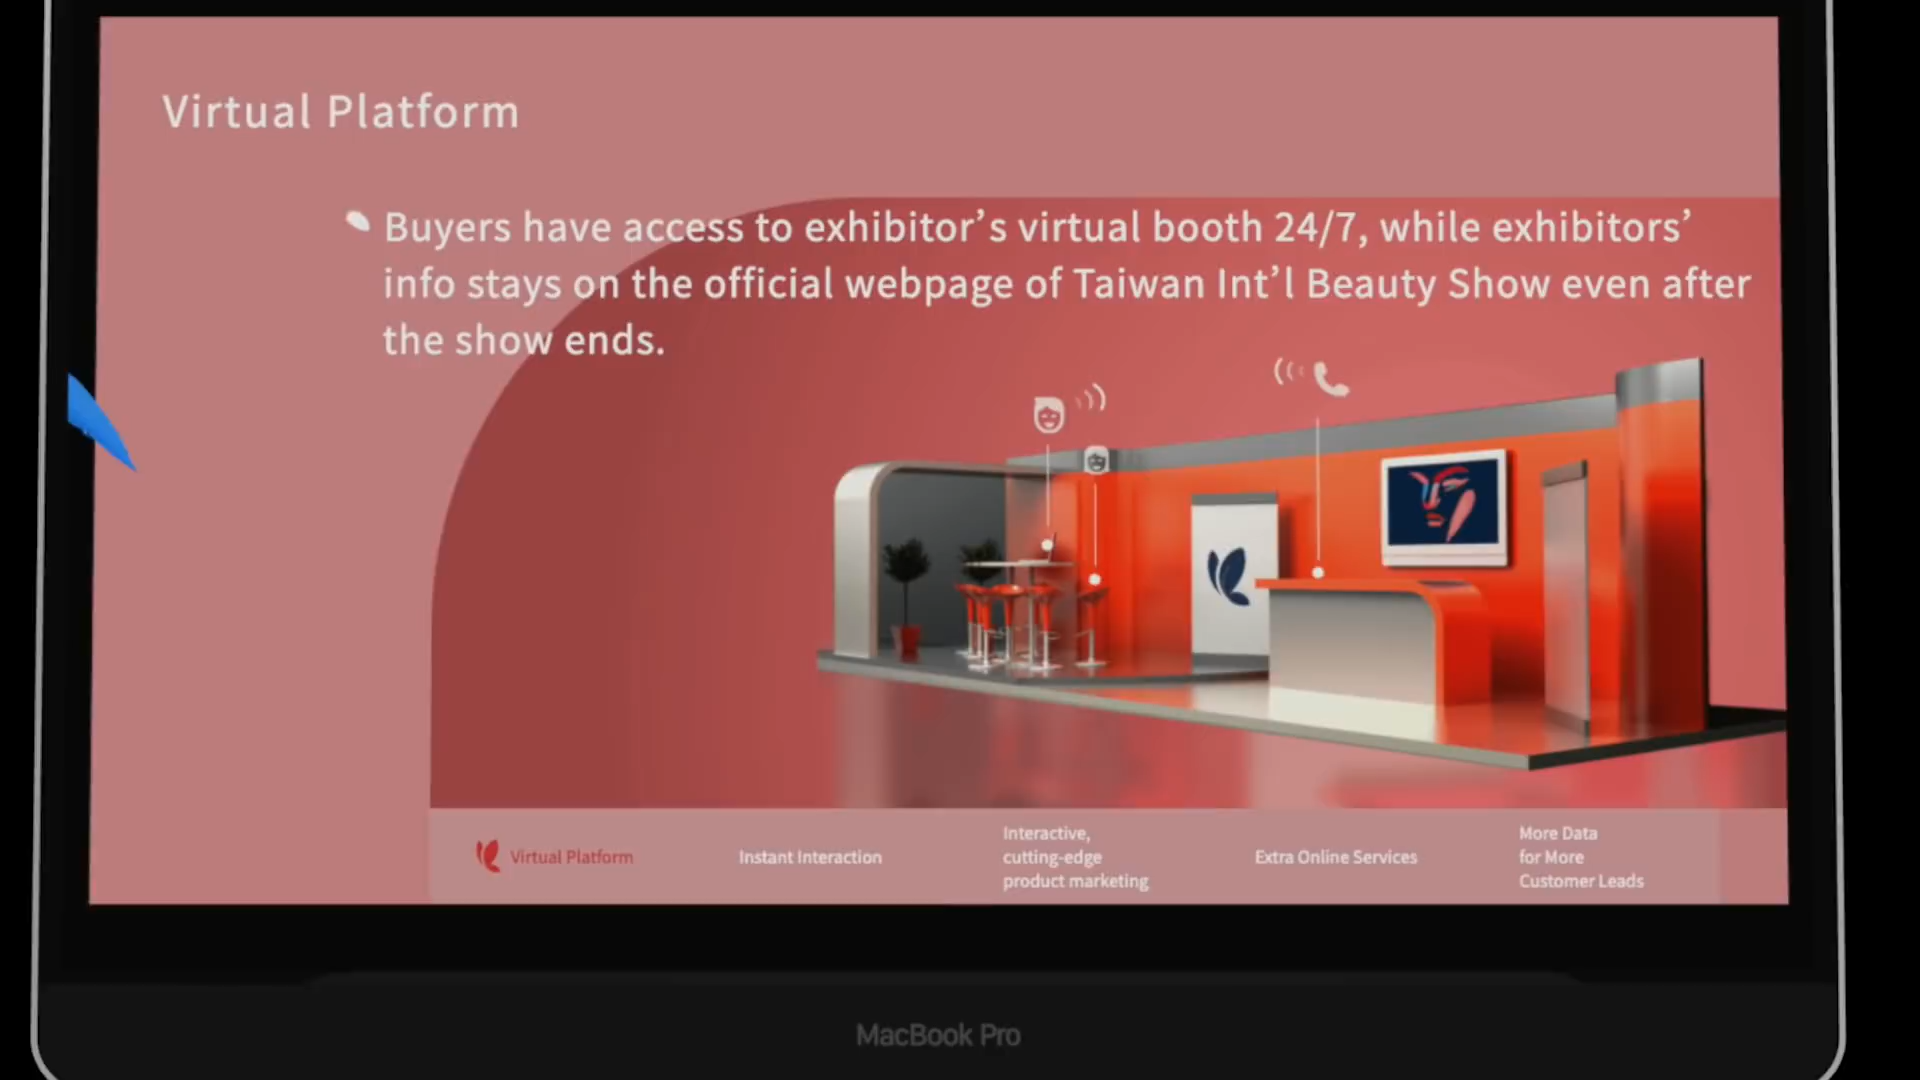 Virtual Platform
Buyers have access to exhibitor’s virtual booth 24/7, while exhibitors’
info stays on the official webpage of Taiwan Int’l Beauty Show even after
the show ends.
Virtual Platform
Instant Interaction
Interactive,
cutting-edge
product marketing
Extra Online Services
More Data
for More
Customer Leads
MacBook Pro